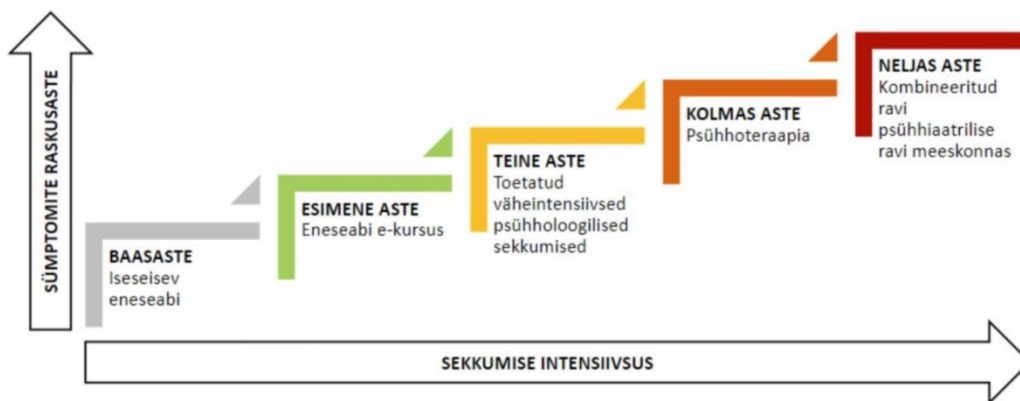 SÜMPTOMITE RASKUSASTE
BAASASTE
Iseseisev
eneseabi
ESIMENE ASTE
Eneseabi e-kursus
TEINE ASTE
Toetatud
väheintensiivsed
psühholoogilised
sekkumised
KOLMAS ASTE
Psühhoteraapia
NELJAS ASTE
Kombineeritud
ravi
psühhiaatrilise
ravi meeskonnas
SEKKUMISE INTENSIIVSUS